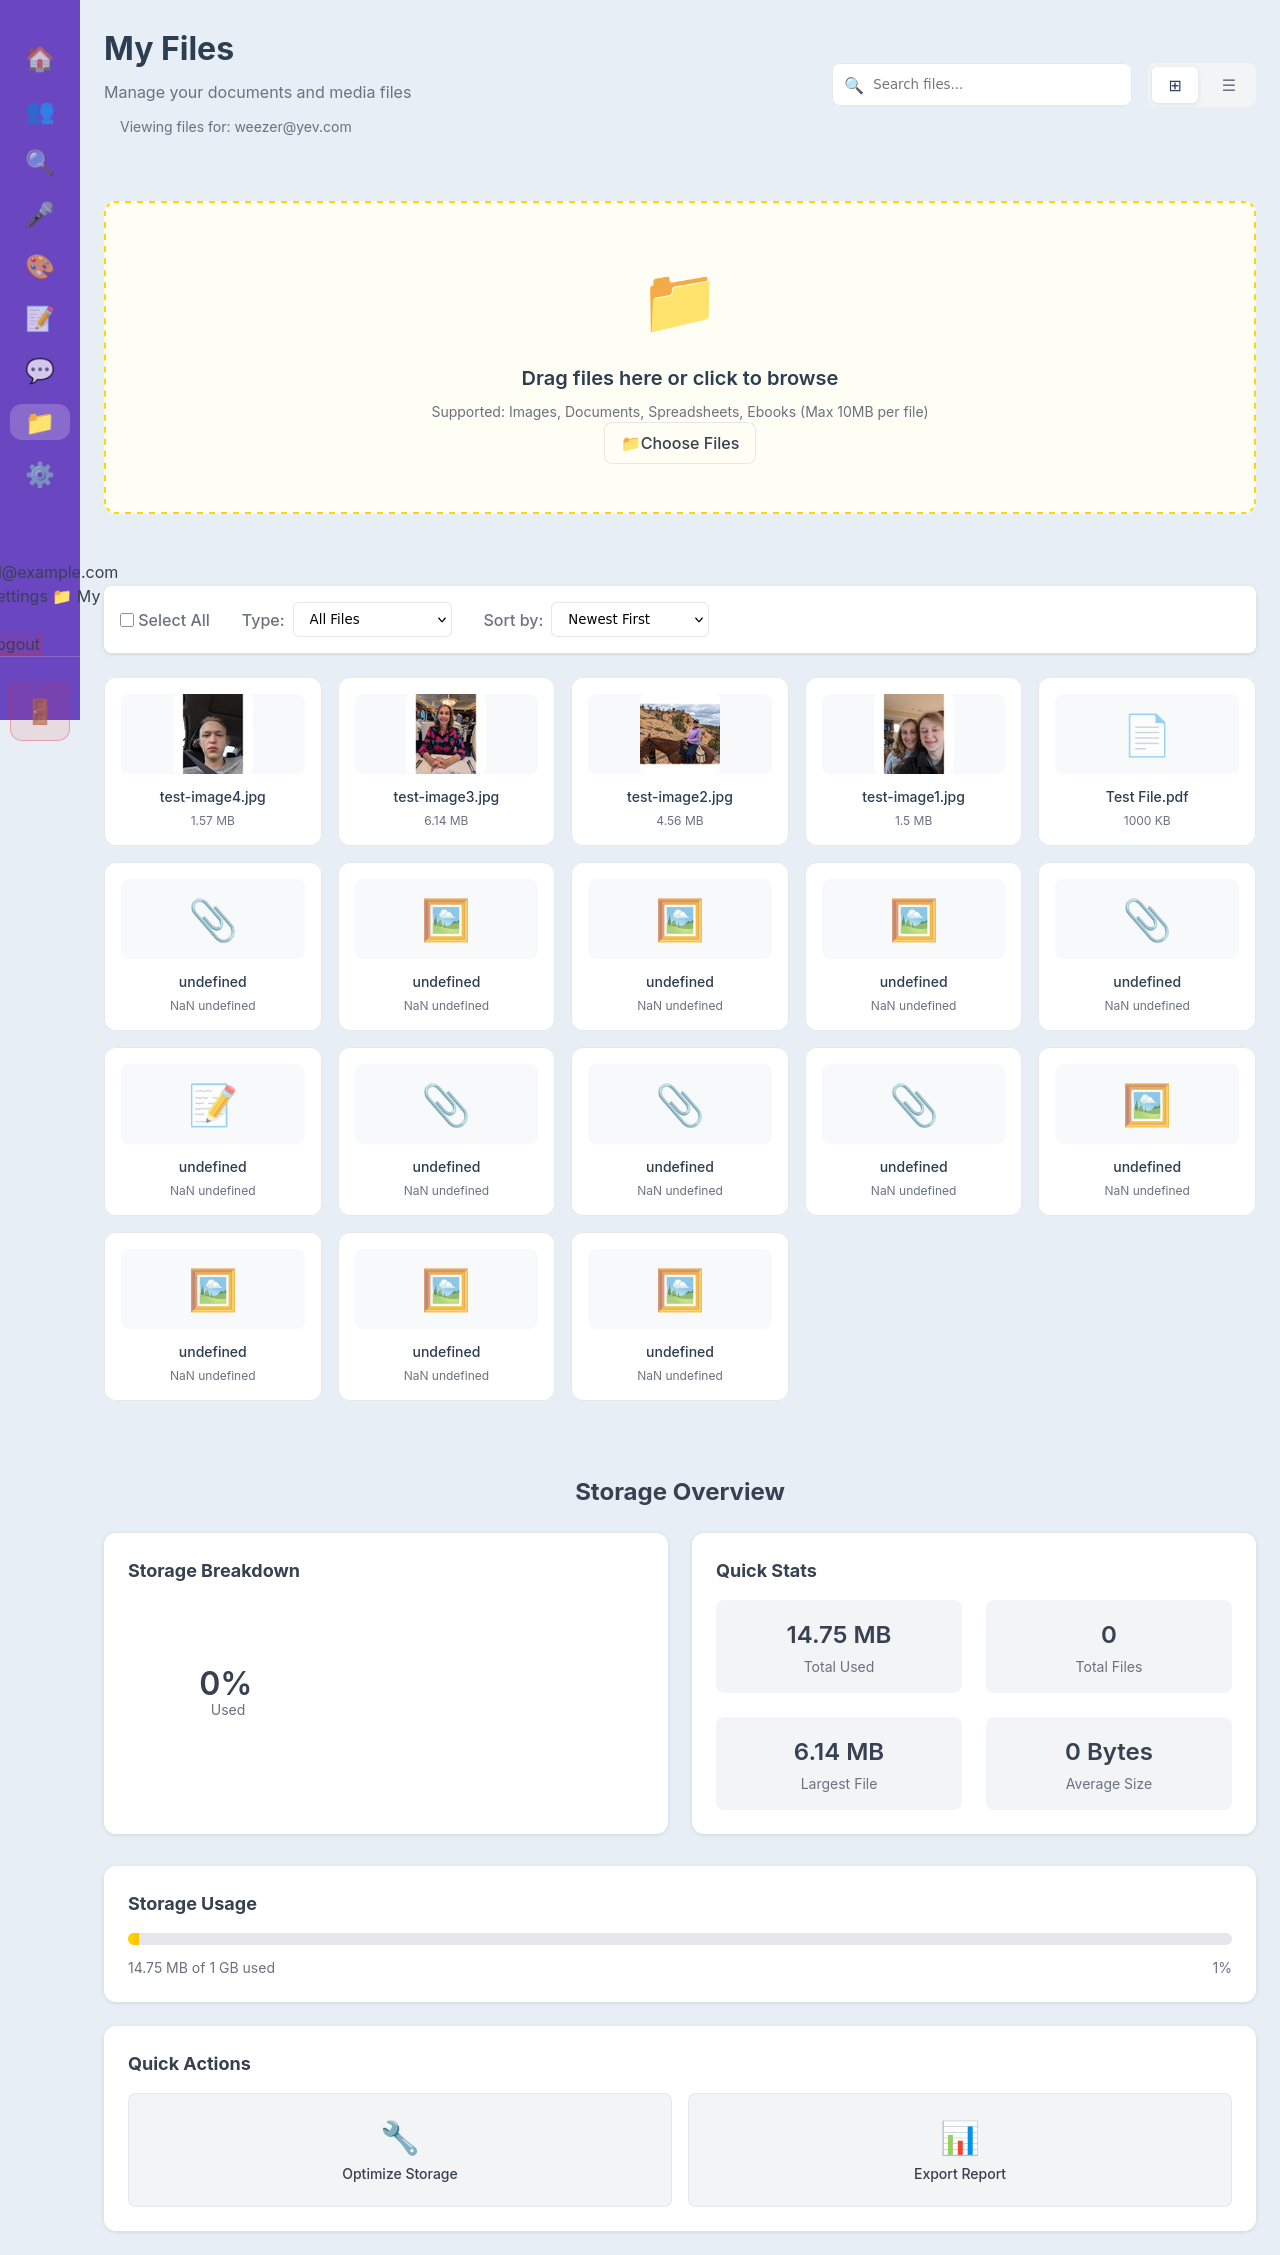 My Files
Manage your documents and media files
Viewing files for: weezer@yev.com
Search files...
Drag files here or click to browse
Supported: Images, Documents, Spreadsheets, Ebooks (Max 10MB per file)
Choose Files
@example.com
ettings My
ogout
Select All Type: All Files Sort by: Newest First
test-image4.jpg test-image3.jpg test-image2.jpg test-image1.jpg Test File.pdf
1.57 MB 6.14 MB 4.56 MB 1.5 MB 1000 KB
undefined undefined undefined undefined undefined
NaN undefined NaN undefined NaN undefined NaN undefined NaN undefined
undefined undefined undefined undefined undefined
NaN undefined NaN undefined NaN undefined NaN undefined NaN undefined
undefined undefined undefined
NaN undefined NaN undefined NaN undefined
Storage Overview
Storage Breakdown
0%
Used
Quick Stats
14.75 MB 0
Total Used Total Files
6.14 MB 0 Bytes
Largest File Average Size
Storage Usage
14.75 MB of 1 GB used 1%
Quick Actions
Optimize Storage Export Report